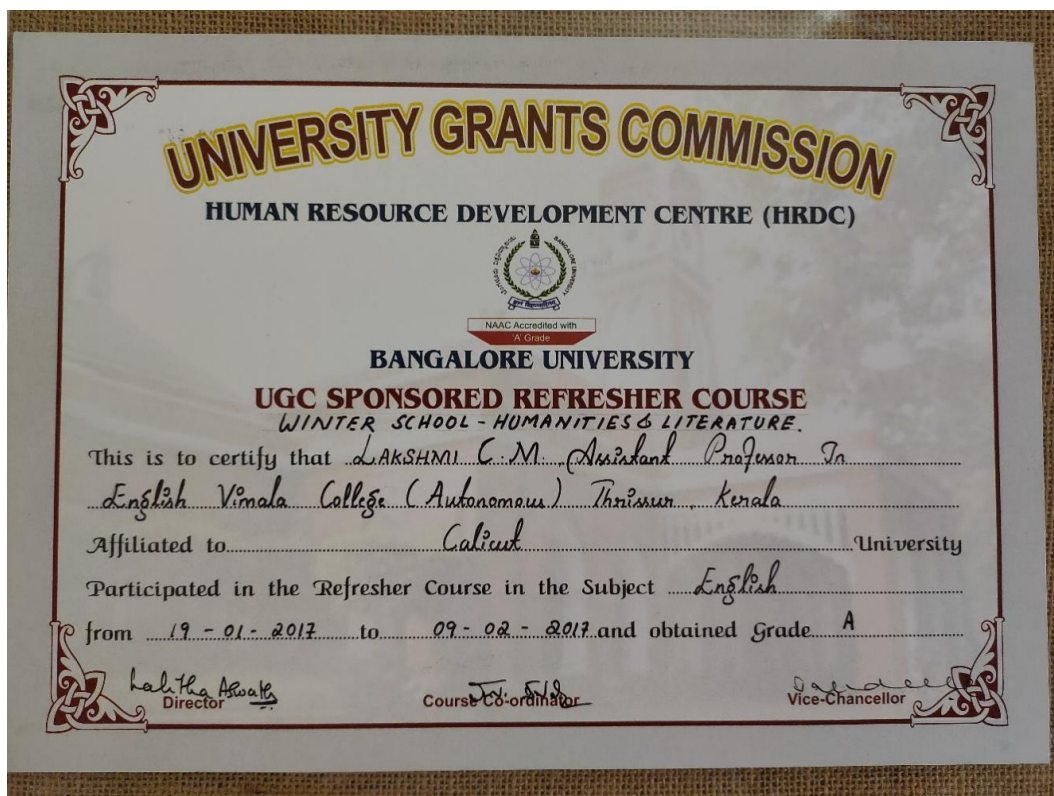 UNIVERSITY GRANTS COMMISSION
HUMAN RESOURCE DEVELOPMENT CENTRE (HRDC)
BANGALORE UNIVERSITY
NAAC Accredited with
'A' Grade
BANGALORE UNIVERSITY
UGC SPONSORED REFRESHER COURSE
WINTER SCHOOL - HUMANITIES & LITERATURE.
This is to certify that LAKSHMI C.M. Assistant Professor In
English Vimala College (Autonomous) Thrissur, Kerala
Affiliated to Calicut University
Participated in the Refresher Course in the Subject English
from 19 - 01 - 2017 to 09 - 02 - 2017 and obtained Grade A
Lalitha Aswath
Director Course Co-ordinator Vice-Chancellor